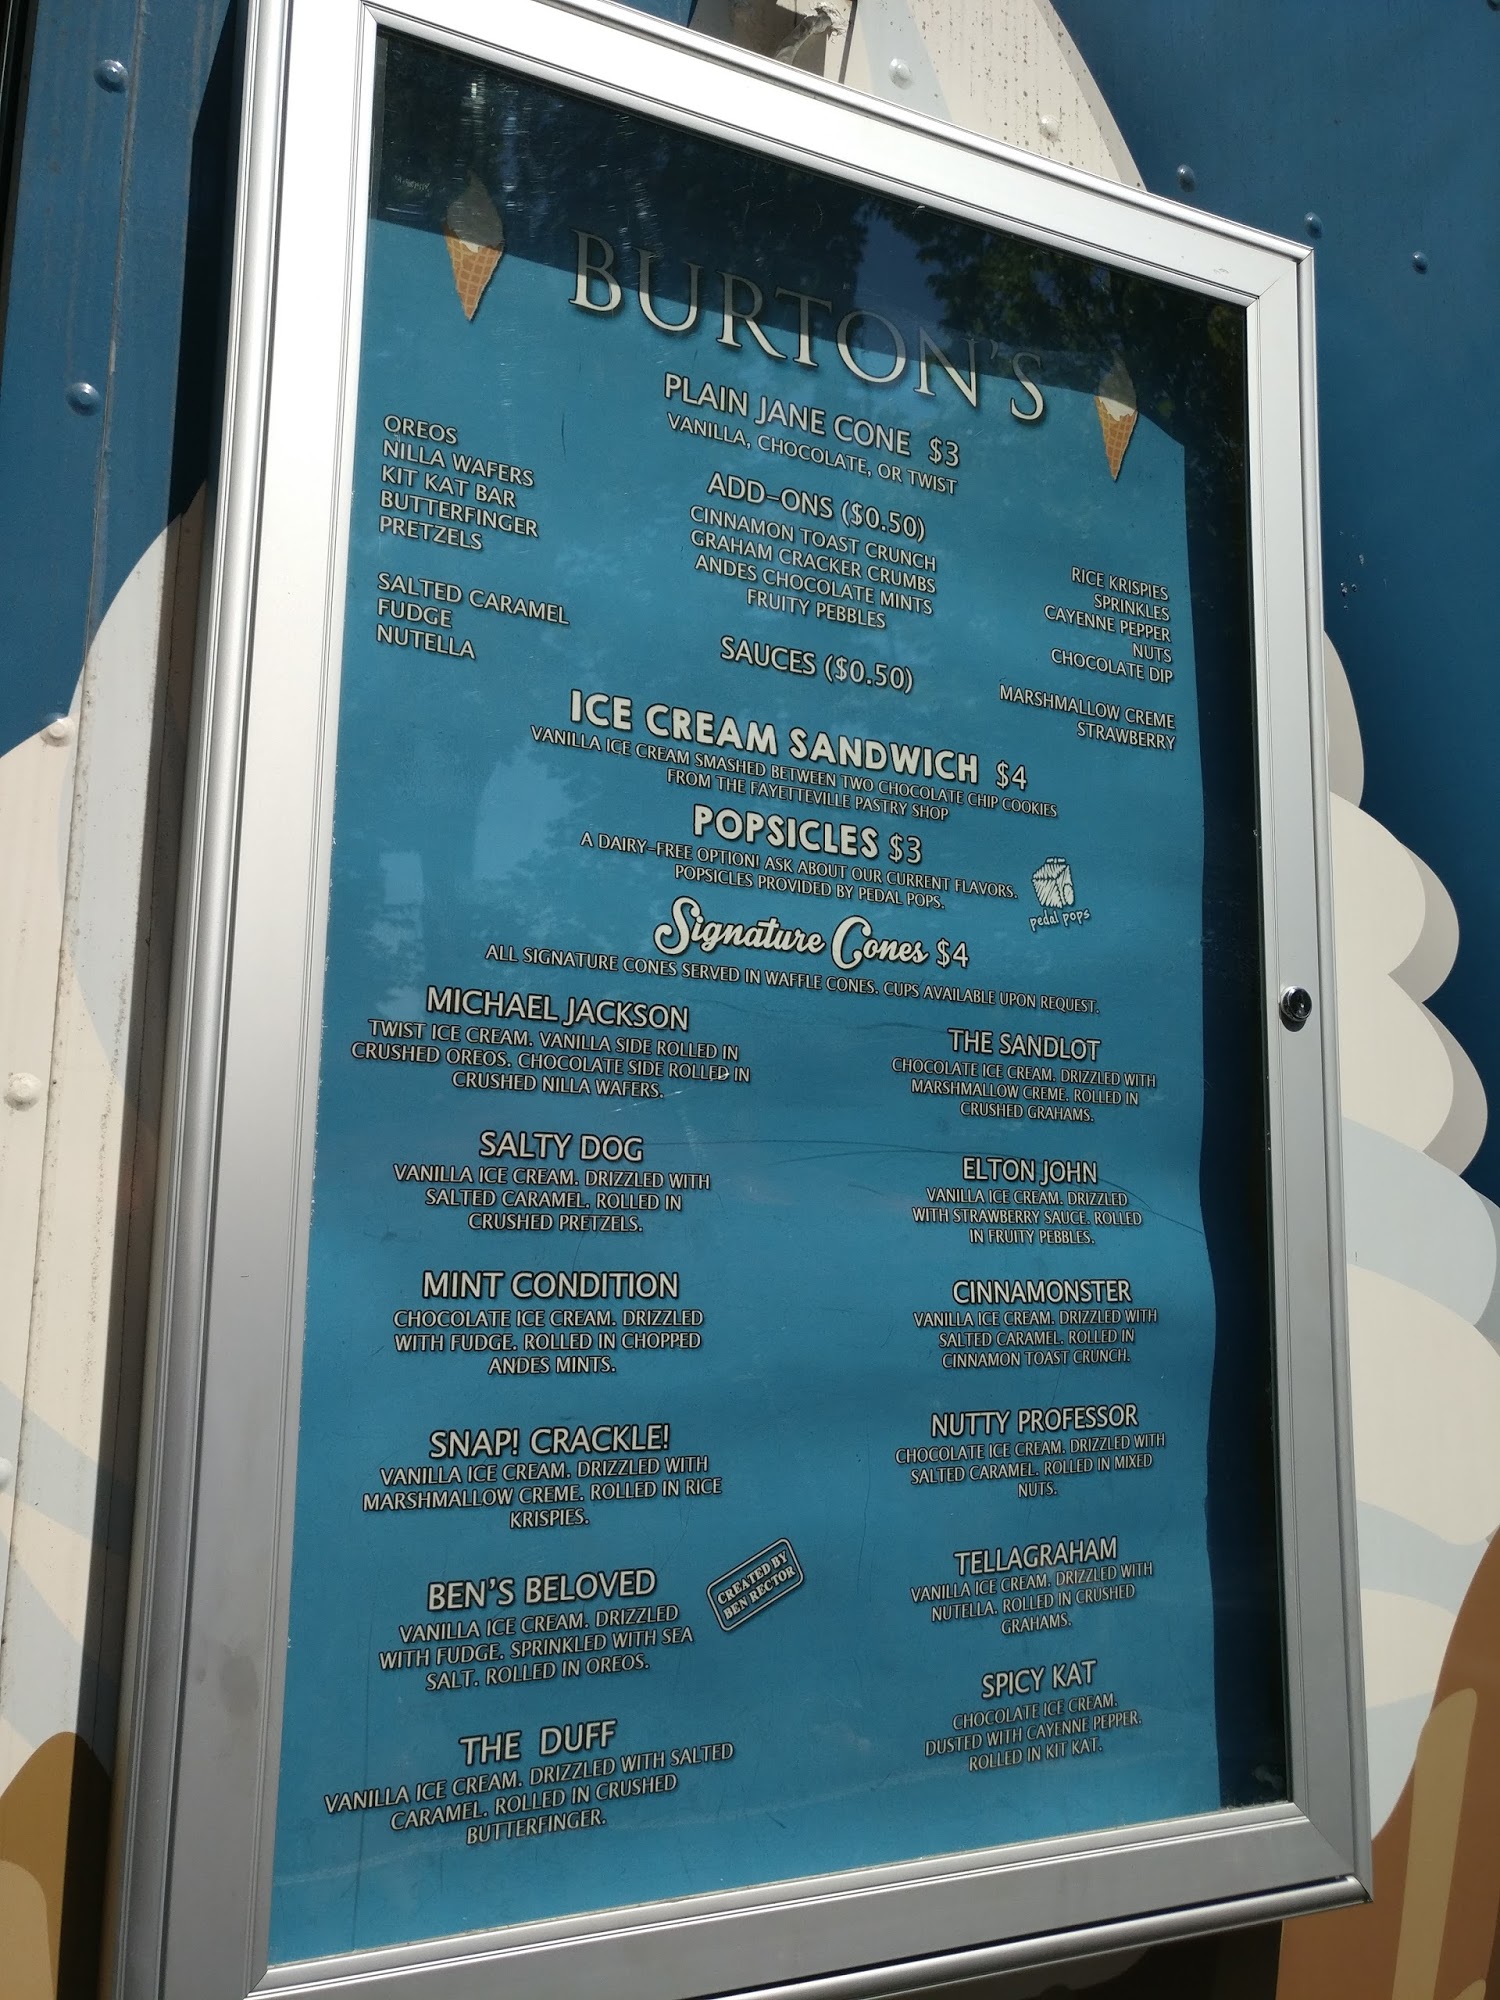 BURTON'S
PLAIN JANE CONE $3
VANILLA, CHOCOLATE, OR TWIST
ADD-ONS ($0.50)
OREOS
NILLA WAFERS
KIT KAT BAR
BUTTERFINGER
PRETZELS
CINNAMON TOAST CRUNCH
GRAHAM CRACKER CRUMBS
ANDES CHOCOLATE MINTS
FRUITY PEBBLES
RICE KRISPIES
SPRINKLES
CAYENNE PEPPER
NUTS
CHOCOLATE DIP
SAUCES ($0.50)
SALTED CARAMEL
FUDGE
NUTELLA
MARSHMALLOW CREME
STRAWBERRY
ICE CREAM SANDWICH $4
VANILLA ICE CREAM SMASHED BETWEEN TWO CHOCOLATE CHIP COOKIES
FROM THE FAYETTEVILLE PASTRY SHOP
POPSICLES $3
A DAIRY-FREE OPTION! ASK ABOUT OUR CURRENT FLAVORS.
POPSICLES PROVIDED BY PEDAL POPS.
pedal pops
Signature Cones $4
ALL SIGNATURE CONES SERVED IN WAFFLE CONES. CUPS AVAILABLE UPON REQUEST.
MICHAEL JACKSON
TWIST ICE CREAM. VANILLA SIDE ROLLED IN
CRUSHED OREOS. CHOCOLATE SIDE ROLLED IN
CRUSHED NILLA WAFERS.
SALTY DOG
VANILLA ICE CREAM. DRIZZLED WITH
SALTED CARAMEL. ROLLED IN
CRUSHED PRETZELS.
MINT CONDITION
CHOCOLATE ICE CREAM. DRIZZLED
WITH FUDGE. ROLLED IN CHOPPED
ANDES MINTS.
SNAP! CRACKLE!
VANILLA ICE CREAM. DRIZZLED WITH
MARSHMALLOW CREME. ROLLED IN RICE
KRISPIES.
BEN'S BELOVED
VANILLA ICE CREAM. DRIZZLED
WITH FUDGE. SPRINKLED WITH SEA
SALT. ROLLED IN OREOS.
CREATED BY
BEN RECTOR
THE DUFF
VANILLA ICE CREAM. DRIZZLED WITH SALTED
CARAMEL. ROLLED IN CRUSHED
BUTTERFINGER.
THE SANDLOT
CHOCOLATE ICE CREAM. DRIZZLED WITH
MARSHMALLOW CREME. ROLLED IN
CRUSHED GRAHAMS.
ELTON JOHN
VANILLA ICE CREAM. DRIZZLED
WITH STRAWBERRY SAUCE. ROLLED
IN FRUITY PEBBLES.
CINNAMONSTER
VANILLA ICE CREAM. DRIZZLED WITH
SALTED CARAMEL. ROLLED IN
CINNAMON TOAST CRUNCH.
NUTTY PROFESSOR
CHOCOLATE ICE CREAM. DRIZZLED WITH
SALTED CARAMEL. ROLLED IN MIXED
NUTS.
TELLAGRAHAM
VANILLA ICE CREAM. DRIZZLED WITH
NUTELLA. ROLLED IN CRUSHED
GRAHAMS.
SPICY KAT
CHOCOLATE ICE CREAM.
DUSTED WITH CAYENNE PEPPER.
ROLLED IN KIT KAT.